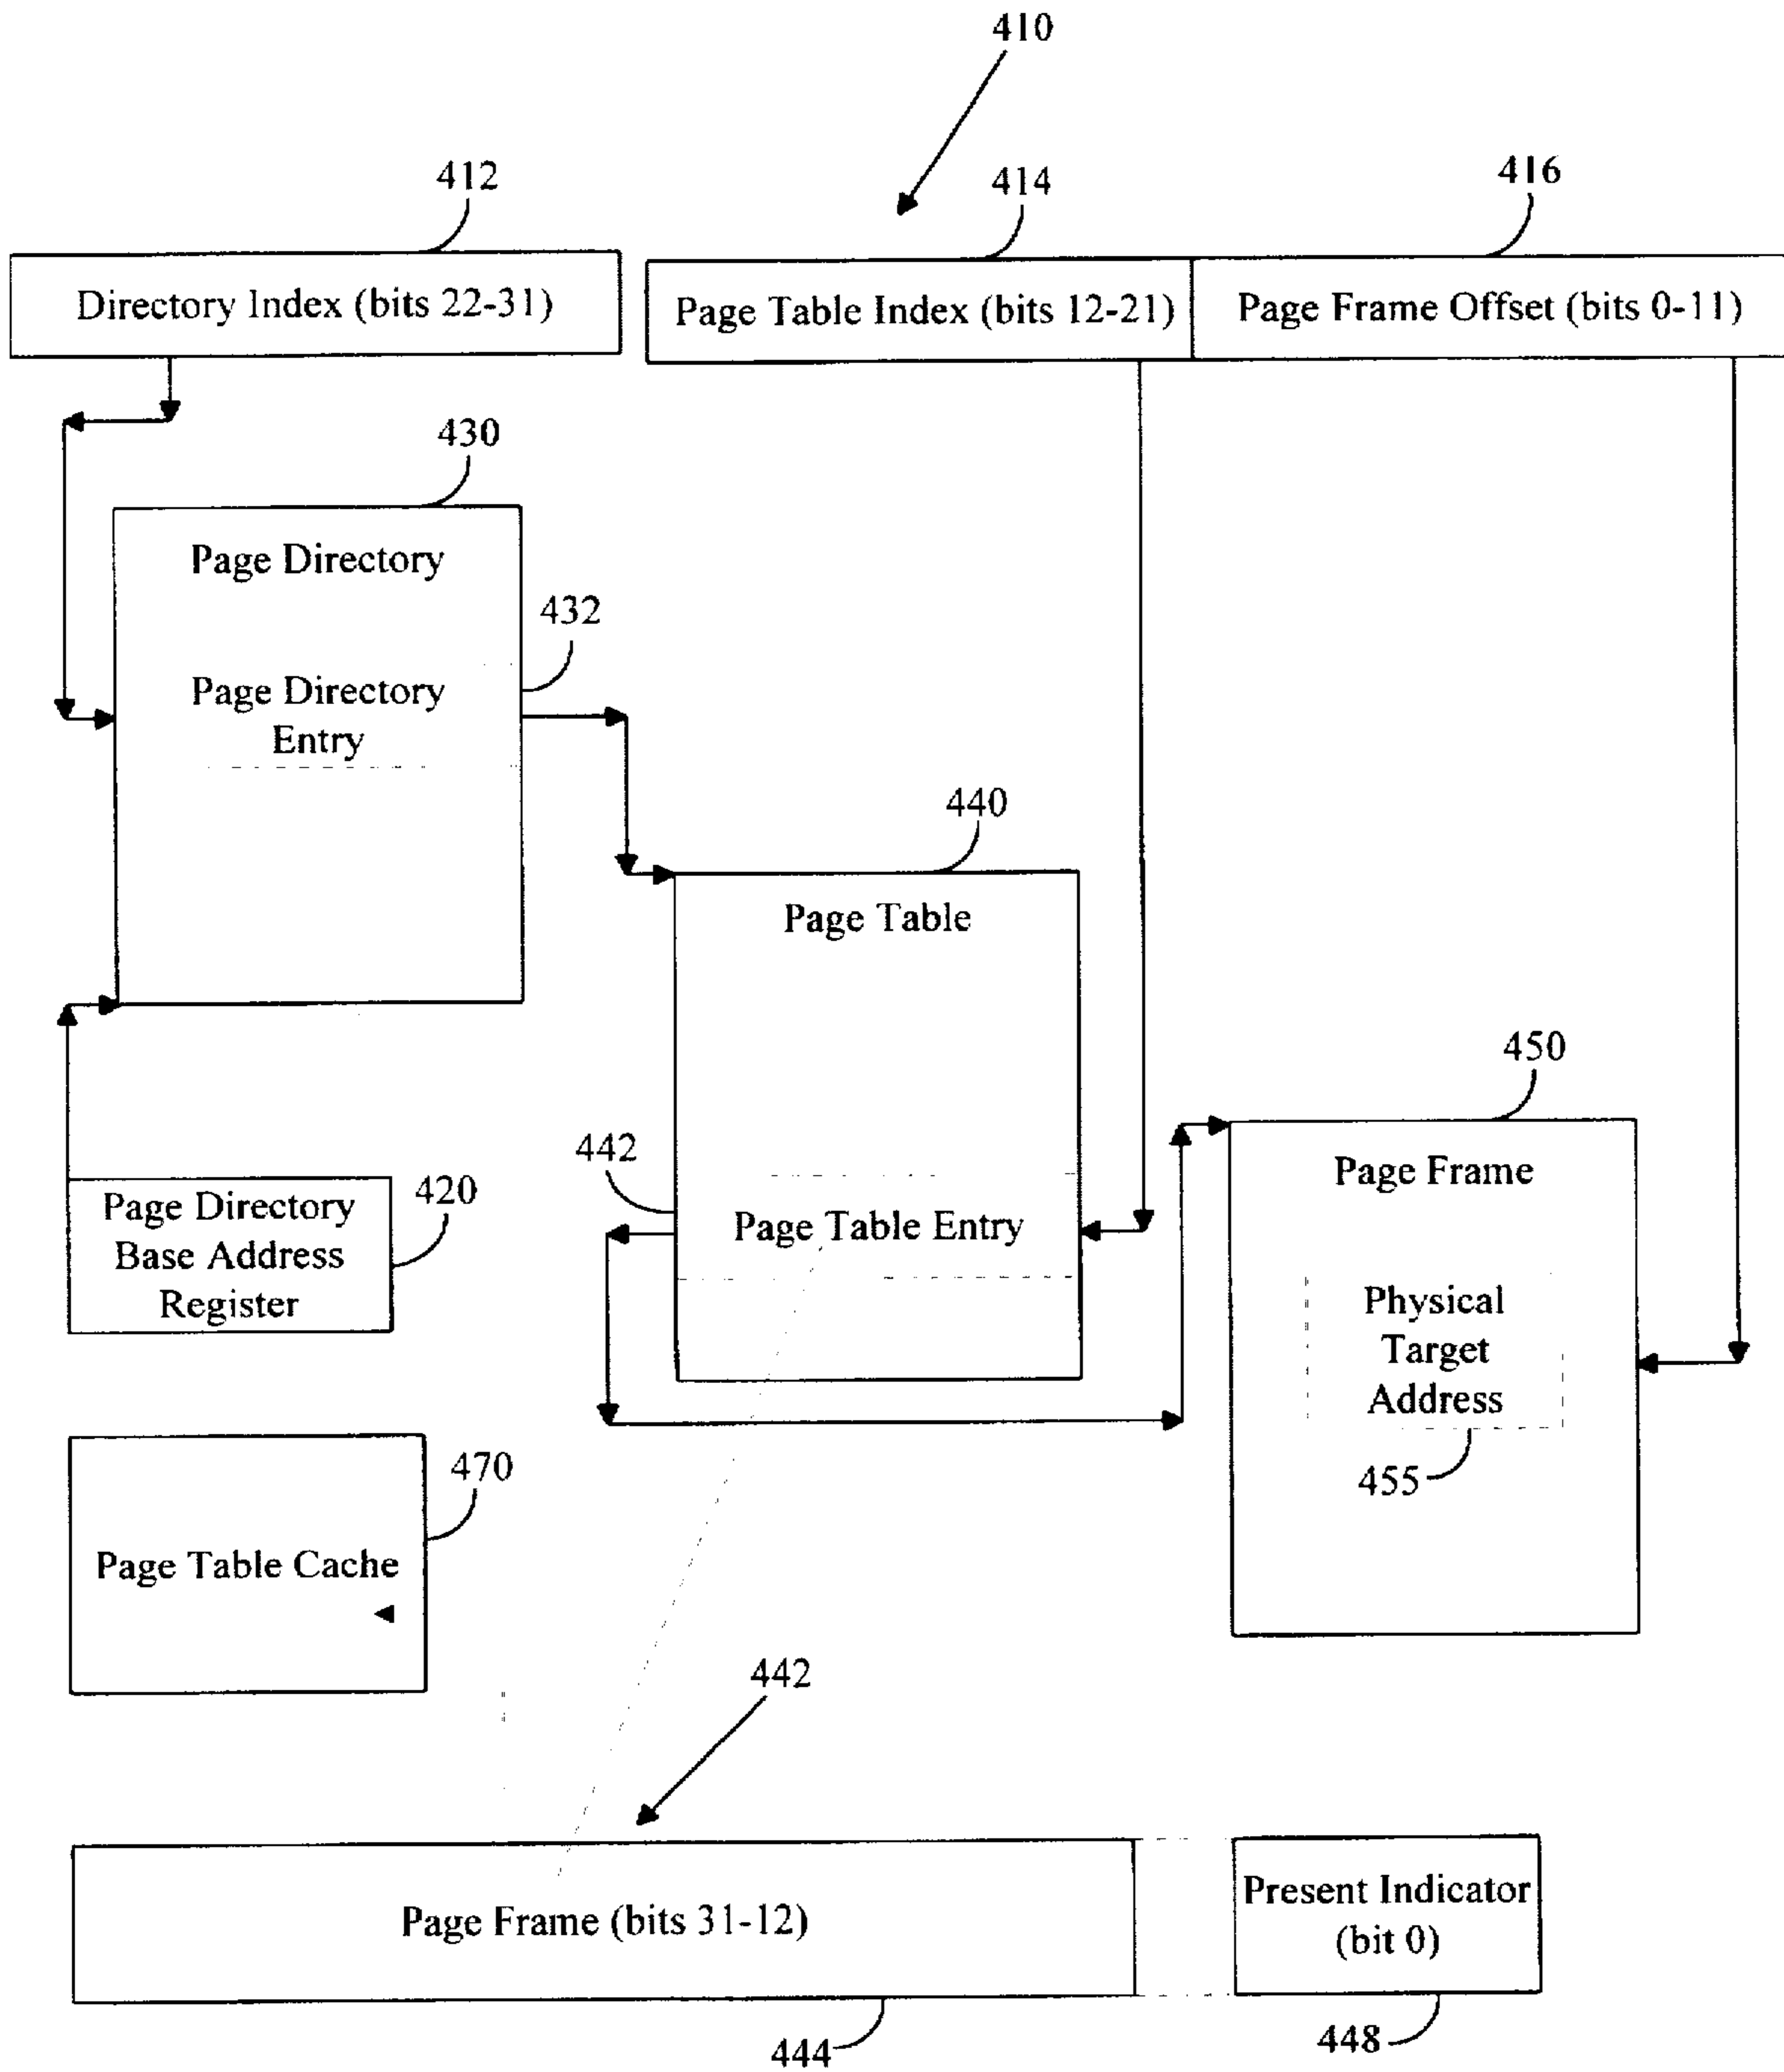 410
412
414
416
Directory Index (bits 22-31)
Page Table Index (bits 12-21)
Page Frame Offset (bits 0-11)
430
Page Directory
432
Page Directory
Entry
440
Page Table
450
442
Page Frame
Page Directory
Base Address
Register
420
Page Table Entry
Physical
Target
Address
455
470
Page Table Cache
442
Page Frame (bits 31-12)
Present Indicator
(bit 0)
444
448